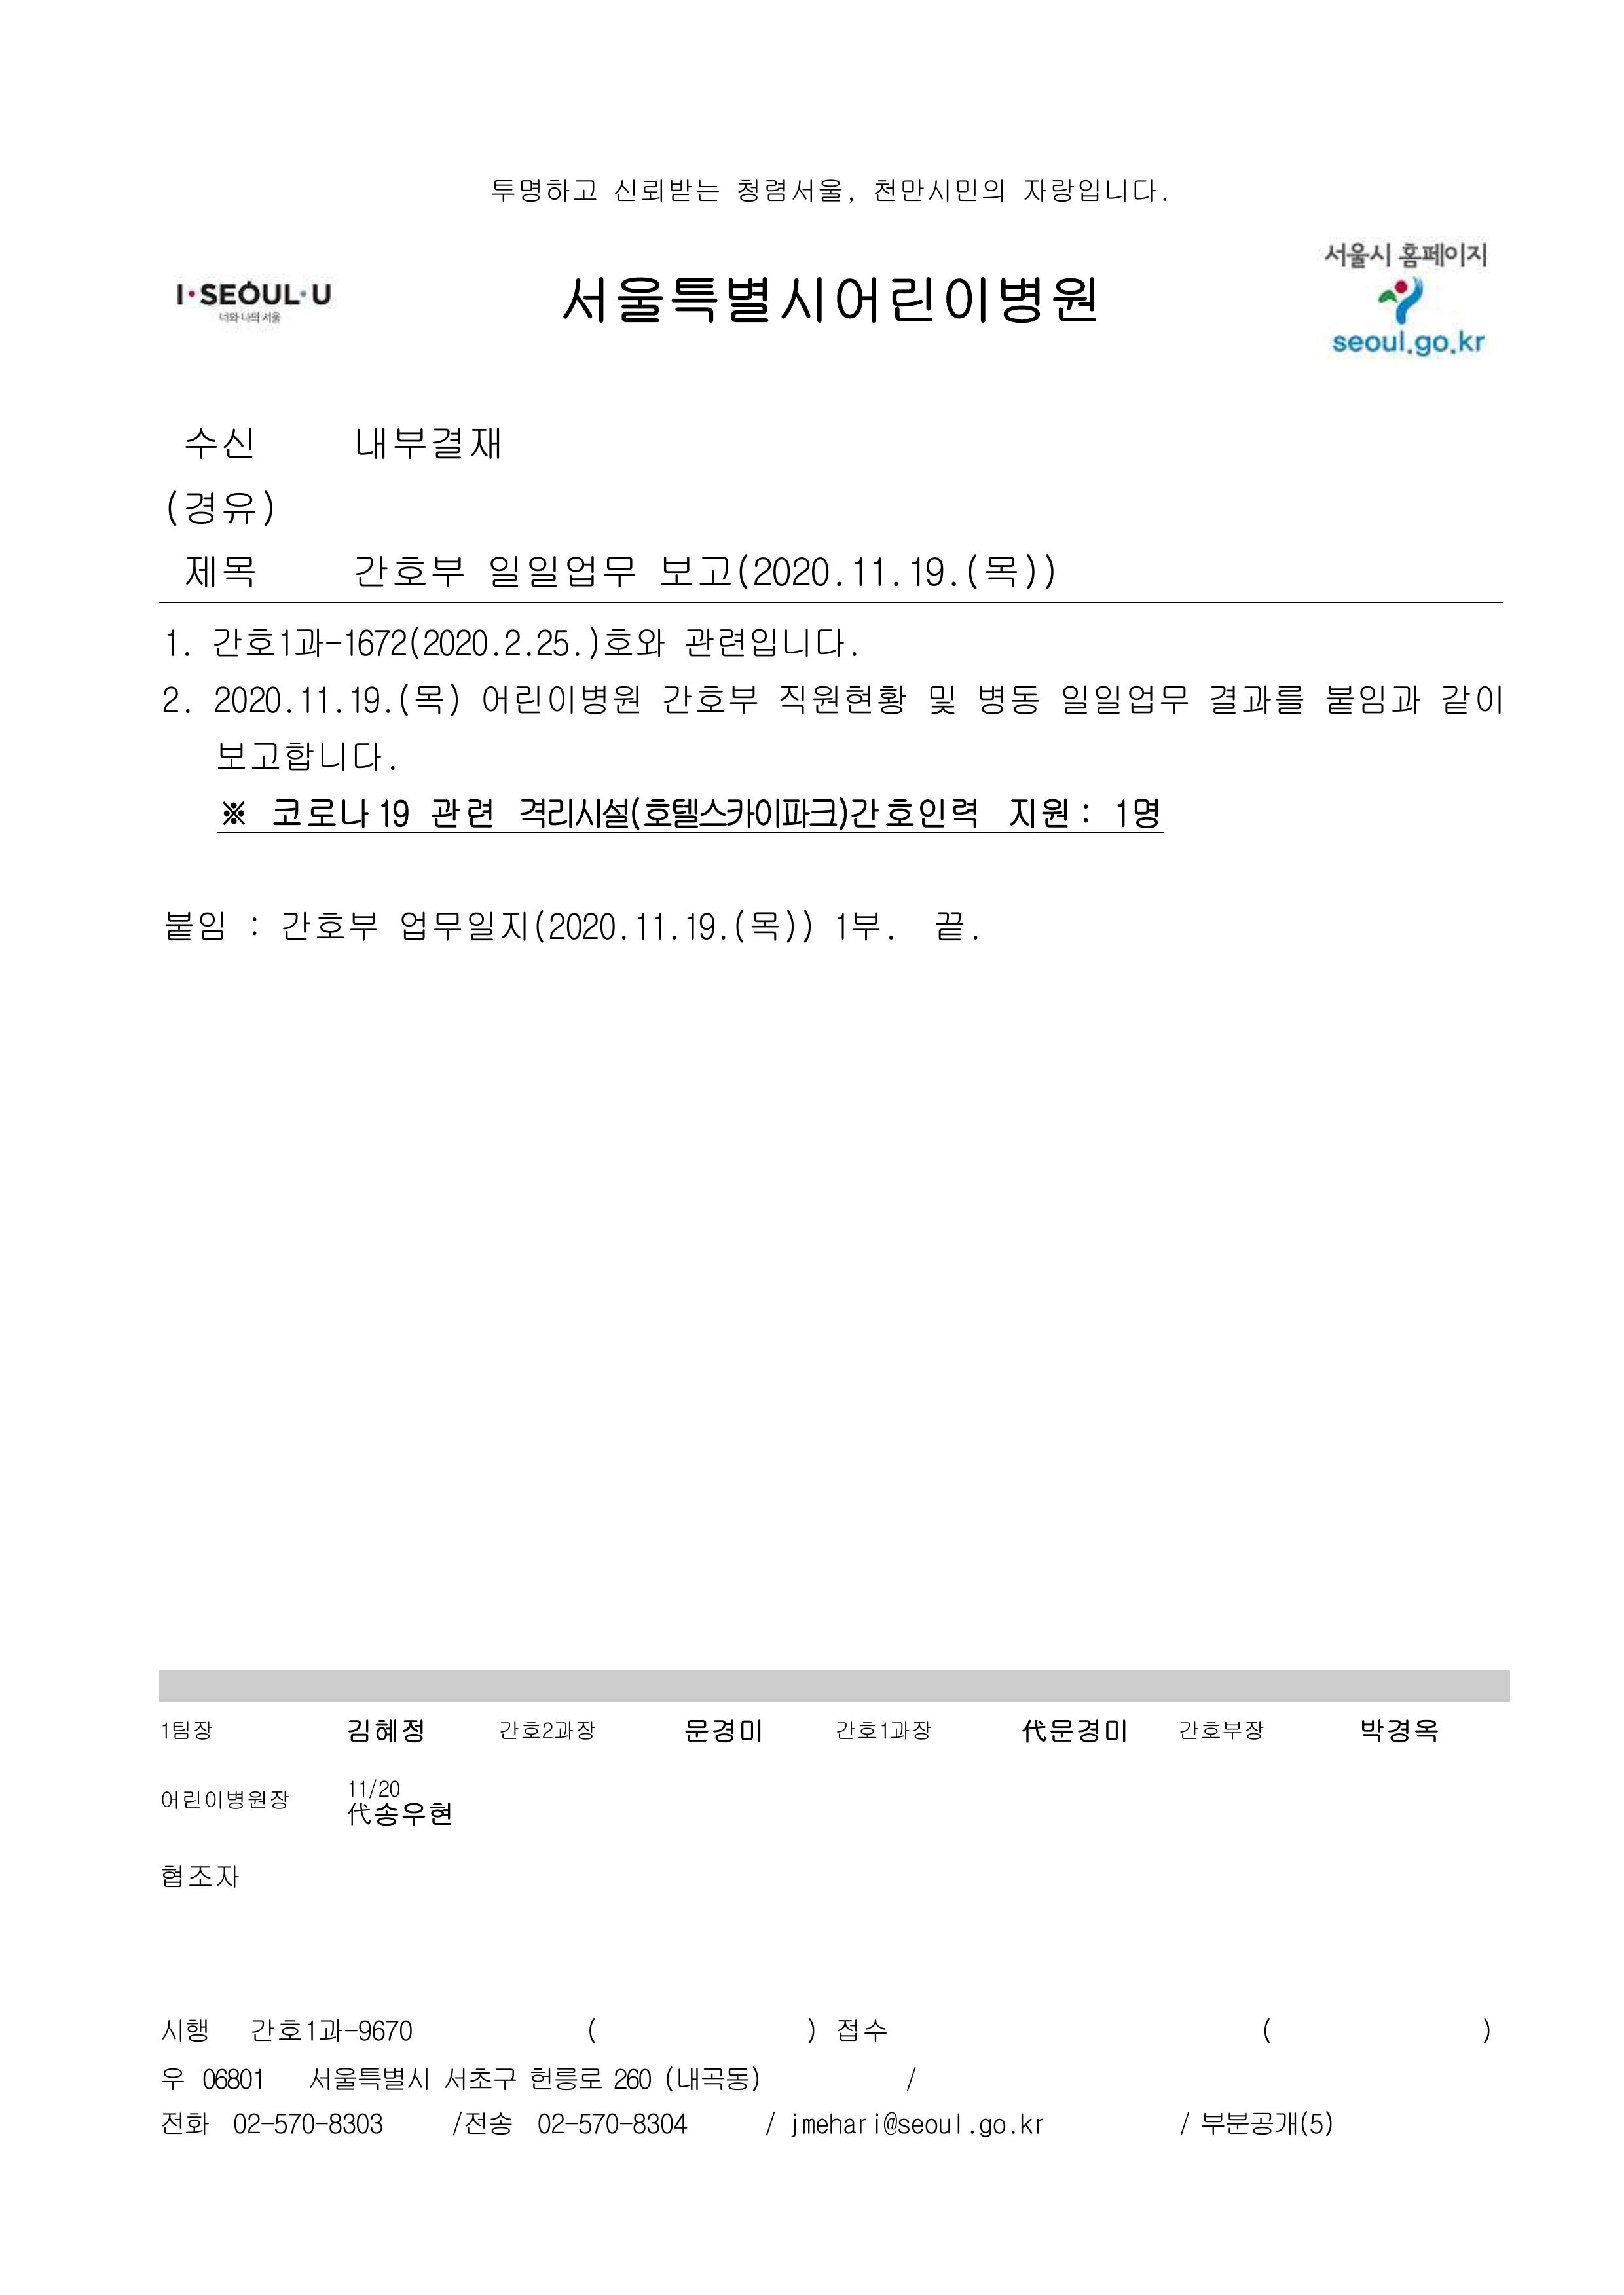 투명하고 신뢰받는 청렴서울, 천만시민의 자랑입니다.
I·SEOUL·U
너와 나의 서울
서울특별시어린이병원
서울시 홈페이지
seoul.go.kr
수신 내부결재
(경유)
제목 간호부 일일업무 보고(2020.11.19.(목))
1. 간호1과-1672(2020.2.25.)호와 관련입니다.
2. 2020.11.19.(목) 어린이병원 간호부 직원현황 및 병동 일일업무 결과를 붙임과 같이
보고합니다.
※ 코로나19 관련 격리시설(호텔스카이파크)간호인력 지원: 1명
붙임 : 간호부 업무일지(2020.11.19.(목)) 1부. 끝.
1팀장 김혜정 간호2과장 문경미 간호1과장 代문경미 간호부장 박경옥
어린이병원장 11/20
代송우현
협조자
시행 간호1과-9670 ( ) 접수 ( )
우 06801 서울특별시 서초구 헌릉로 260 (내곡동) /
전화 02-570-8303 /전송 02-570-8304 / jmehari@seoul.go.kr / 부분공개(5)